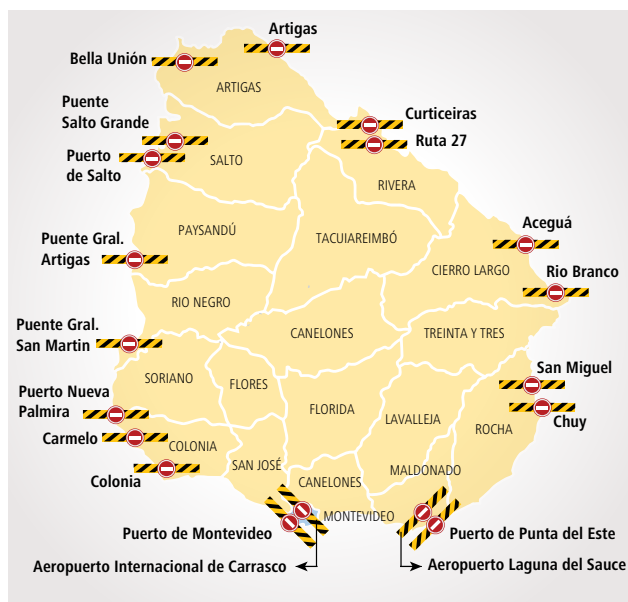 Artigas
Bella Unión
ARTIGAS
Puente
Salto Grande
Curticeiras
Ruta 27
Puerto
de Salto
SALTO
RIVERA
PAYSANDÚ
TACUIAREIMBÓ
Aceguá
Puente Gral.
Artigas
CIERRO LARGO
Rio Branco
RIO NEGRO
Puente Gral.
San Martin
CANELONES
TREINTA Y TRES
San Miguel
SORIANO
FLORES
Puerto Nueva
Palmira
FLORIDA
LAVALLEJA
ROCHA
Chuy
Carmelo
COLONIA
SAN JOSÉ
MALDONADO
Colonia
CANELONES
MONTEVIDEO
Puerto de Montevideo
Puerto de Punta del Este
Aeropuerto Internacional de Carrasco
Aeropuerto Laguna del Sauce